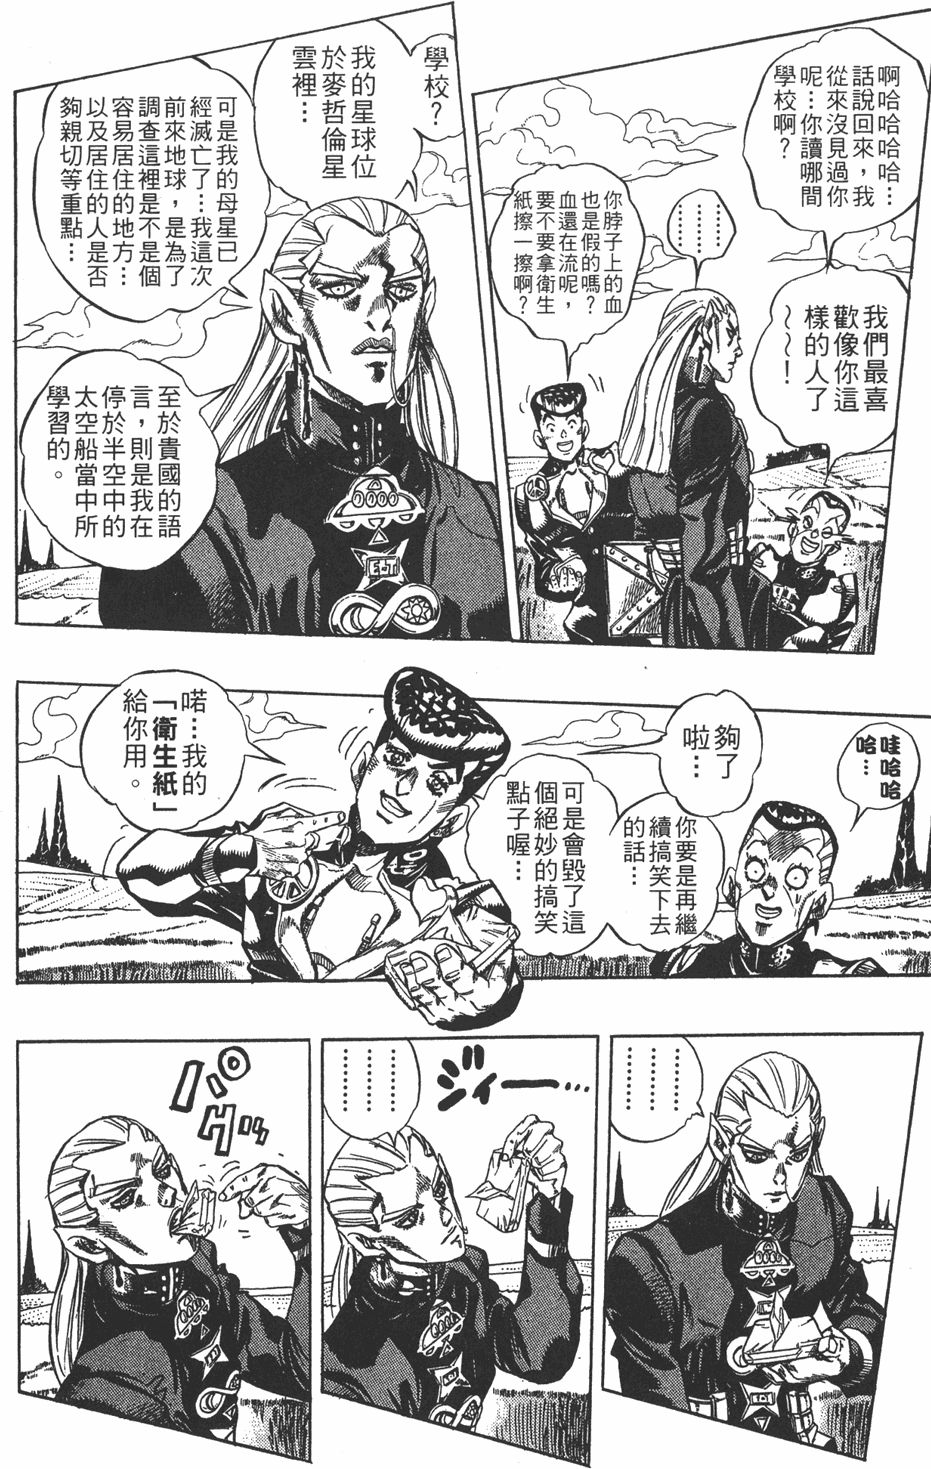 啊哈哈哈哈…
話說回來，我
從來沒見過你
呢…你讀哪間
學校啊？
我們最喜
歡像你這
樣的人了
～～！
………
………
你脖子上的血
也是假的嗎？
血還在流呢，
要不要拿衛生
紙擦一擦啊？
學校？
我的星球位
於麥哲倫星
雲裡…
可是我的母星已
經滅亡了…我這次
前來地球，是為了
調查這裡是不是個
容易居住的地方…
以及居住的人是否
夠親切等重點…
至於貴國的語
言，則是我在
停於半空中的
太空船當中所
學習的。
E-T
哇哈哈
哈…
夠了
啦…
你要是再繼
續搞笑下去
的話…
可是會毀了這
個絕妙的搞笑
點子喔…
喏…我的
「衛生紙」
給你用。
………
………
………
………
ジィーー…
パクッ